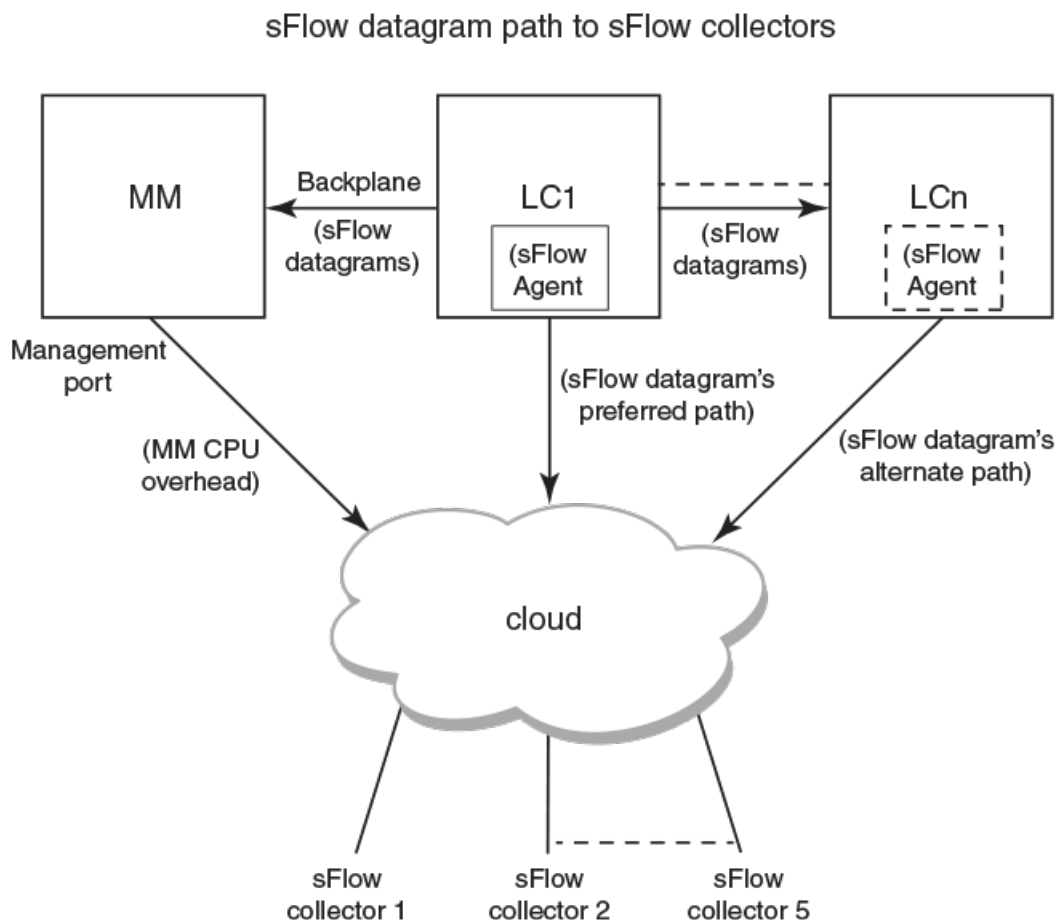 sFlow datagram path to sFlow collectors
MM
Backplane
(sFlow
datagrams)
LC1
(sFlow
Agent
(sFlow
datagrams)
LCn
(sFlow
Agent
Management
port
(MM CPU
overhead)
(sFlow datagram's
preferred path)
(sFlow datagram's
alternate path)
cloud
sFlow
collector 1
sFlow
collector 2
sFlow
collector 5